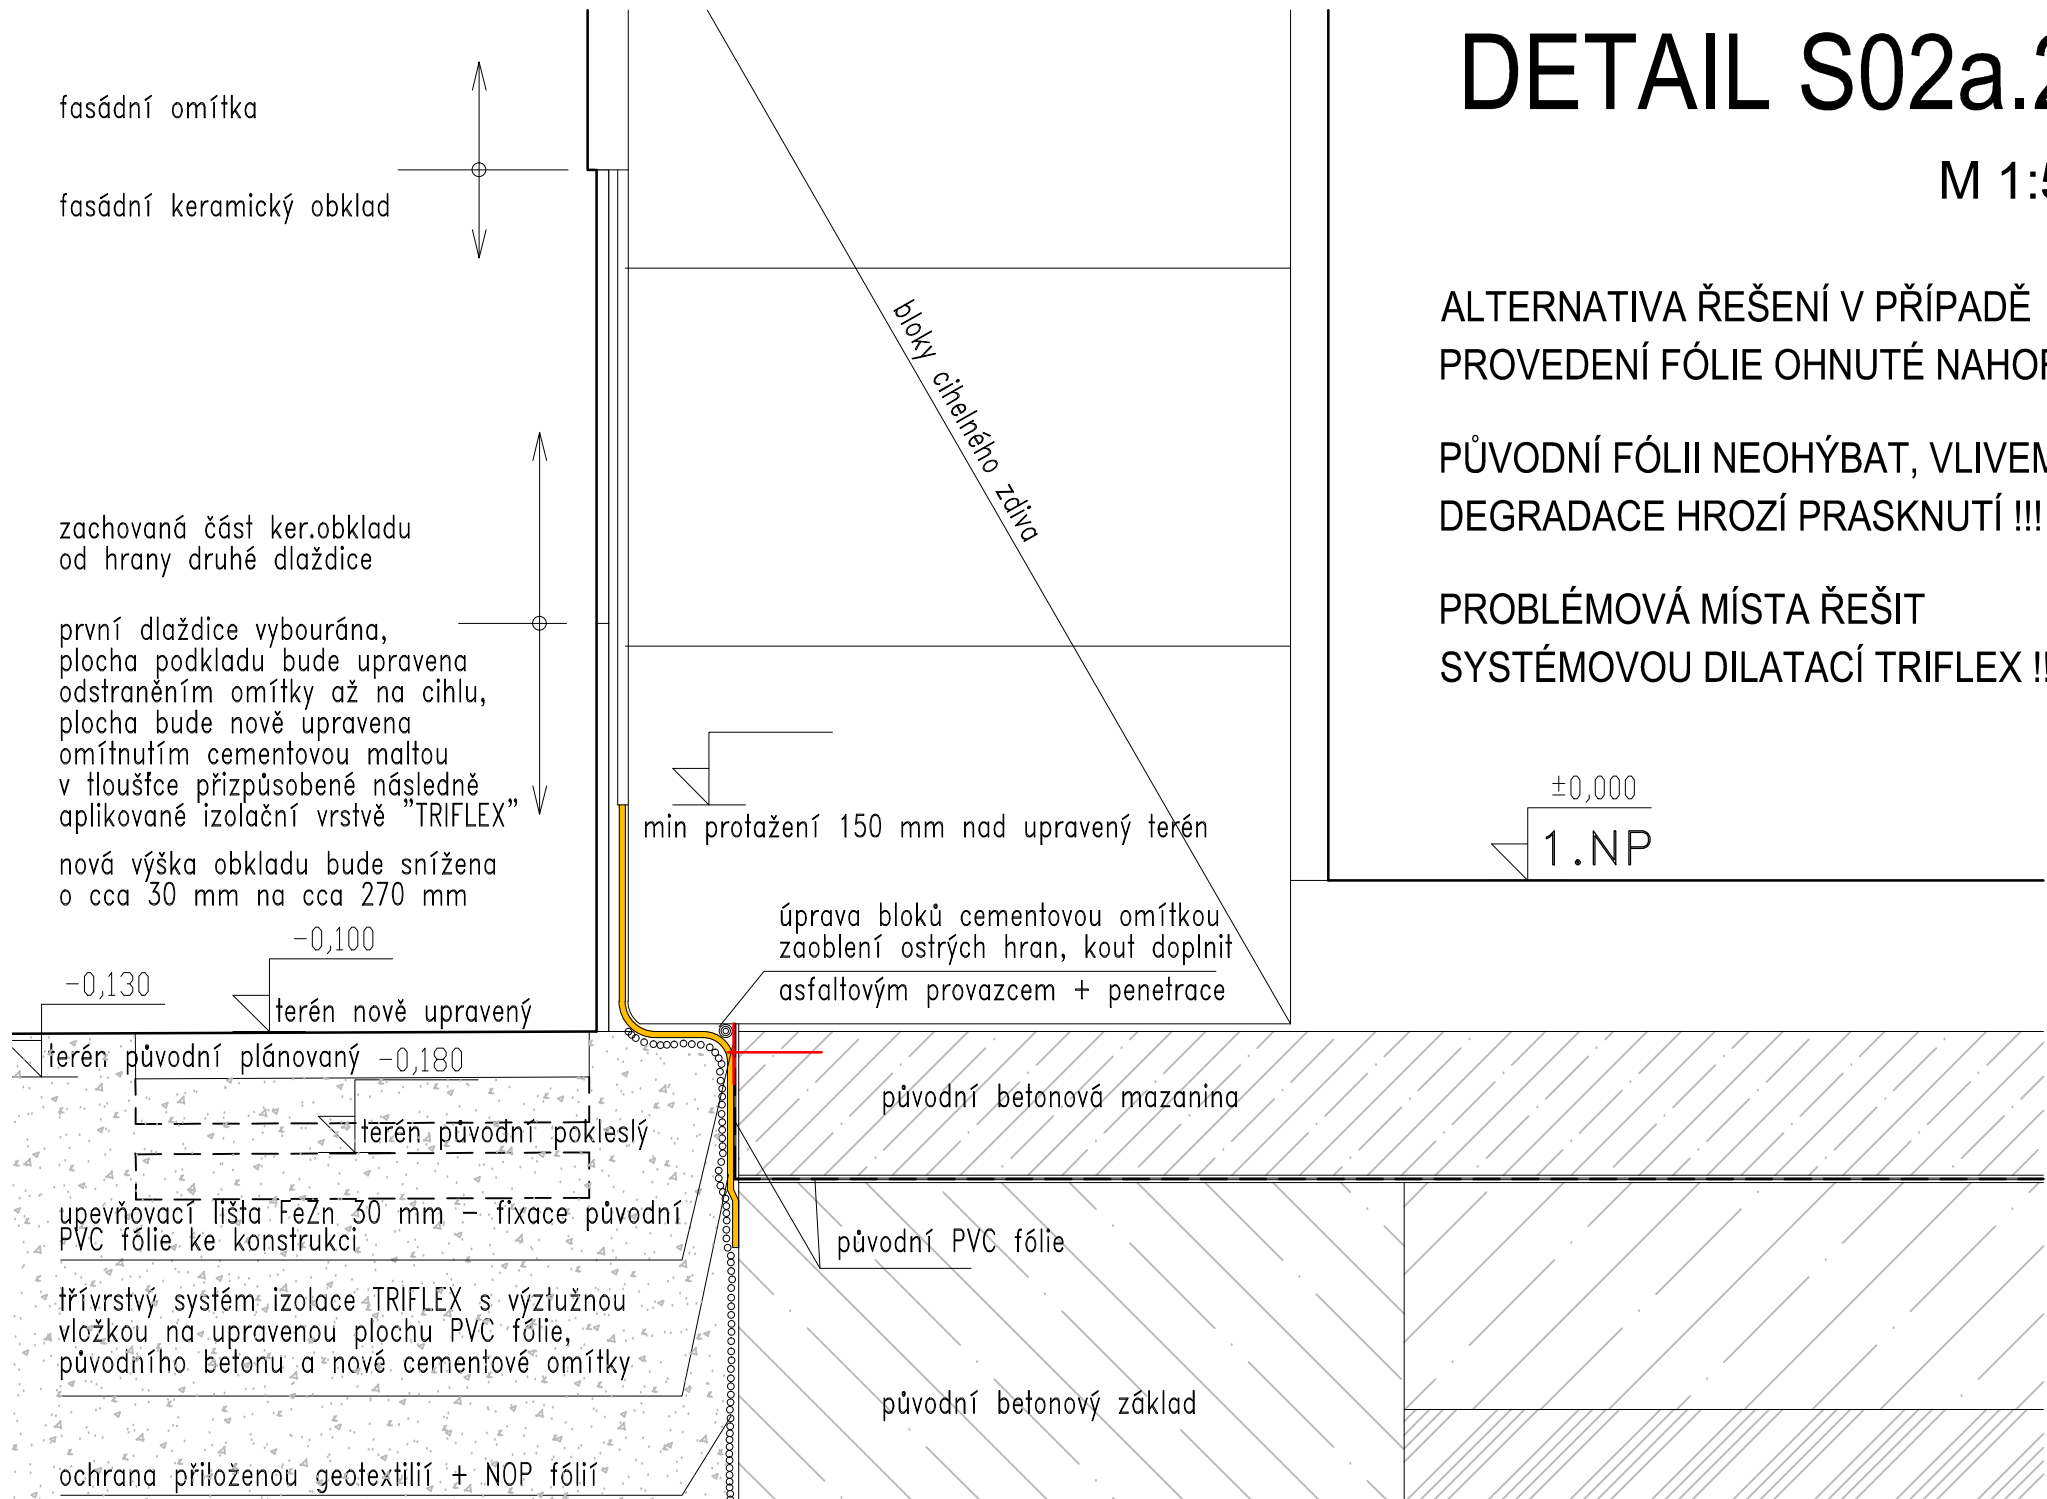 DETAIL S02a.2
M 1:5
fasádní omítka
fasádní keramický obklad
bloky cihelného zdiva
ALTERNATIVA ŘEŠENÍ V PŘÍPADĚ
PROVEDENÍ FÓLIE OHNUTÉ
PŮVODNÍ FÓLII NEOHÝBAT, VLIVEM
DEGRADACE HROZÍ PRASKNUTÍ !!!
PROBLÉMOVÁ MÍSTA ŘEŠIT
SYSTÉMOVOU DILATACÍ TRIFLEX !!
zachovaná část ker.obkladu
od hrany druhé dlaždice
první dlaždice vybourána,
plocha podkladu bude upravena
odstraněním omítky až na cihlu,
plocha bude nově upravena
omítnutím cementovou maltou
v tloušťce přizpůsobené následně
aplikované izolační vrstvě "TRIFLEX"
nová výška obkladu bude snížena
o cca 30 mm na cca 270 mm
min protažení 150 mm nad upravený terén
±0,000
1.NP
úprava bloků cementovou omítkou
zaoblení ostrých hran, kout doplnit
asfaltovým provazcem + penetrace
-0,100
terén nově upravený
-0,130
terén původní plánovaný
-0,180
terén původní pokleslý
původní betonová mazanina
upevňovací lišta FeZn 30 mm – fixace původní
PVC fólie ke konstrukci
původní PVC fólie
třívrstvý systém izolace TRIFLEX s výztužnou
vložkou na upravenou plochu PVC fólie,
původního betonu a nové cementové omítky
původní betonový základ
ochrana přiloženou geotextilií + NOP fólií